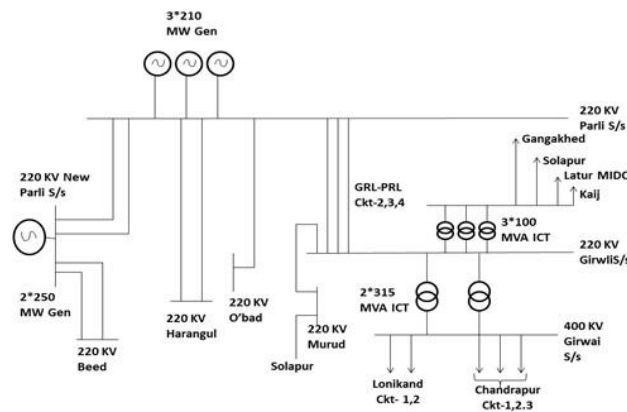 3*210
MW Gen
220 KV
Parli S/s
Gangakhed
Solapur
Latur MIDC
Kaij
220 KV New
Parli S/s
GRL-PRL
Ckt-2,3,4
3*100
MVA ICT
220 KV
GirwliS/s
2*250
MW Gen
220 KV
Beed
220 KV
Harangul
220 KV
O'bad
220 KV
Murud
Solapur
2*315
MVA ICT
400 KV
Girwai
S/s
Lonikand
Ckt- 1,2
Chandrapur
Ckt-1,2.3